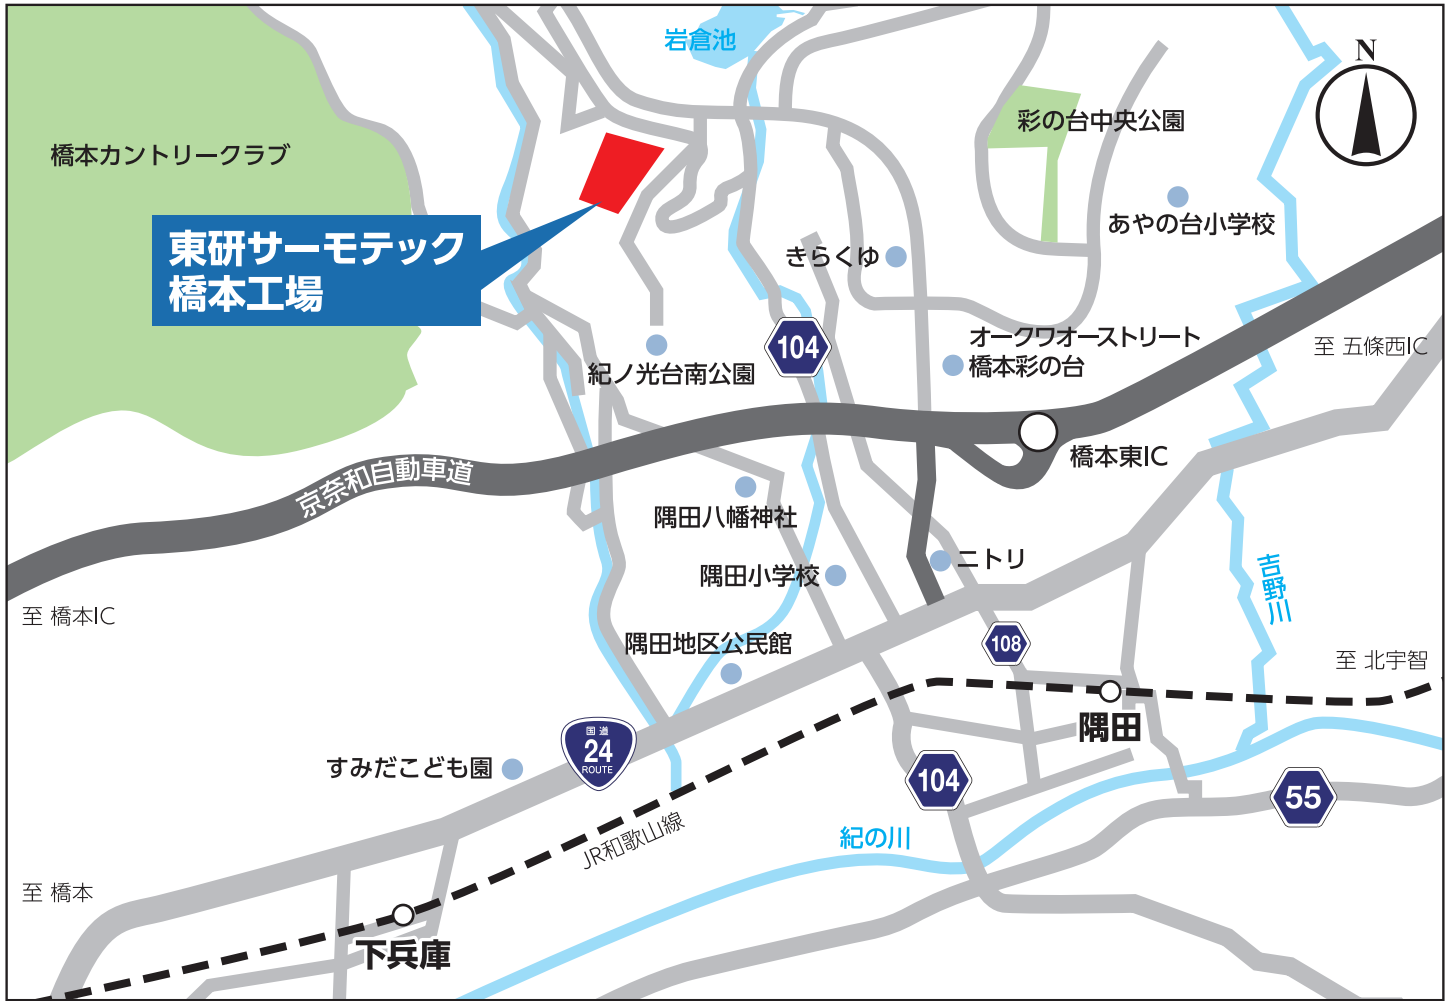 岩倉池
N
彩の台中央公園
橋本カントリークラブ
あやの台小学校
東研サーモテック
橋本工場
きらくゆ
104
オークワオーストリート
橋本彩の台
至 五條西IC
紀ノ光台南公園
橋本東IC
京奈和自動車道
隅田八幡神社
ニトリ
隅田小学校
吉野川
至 橋本IC
隅田地区公民館
108
至 北宇智
隅田
国道
24
ROUTE
すみだこども園
104
55
JR和歌山線
紀の川
至 橋本
下兵庫